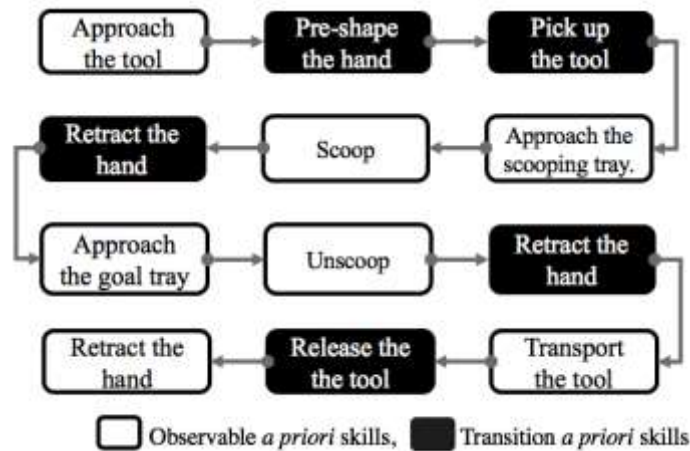 Approach
the tool
Pre-shape
the hand
Pick up
the tool
Retract the
hand
Scoop
Approach the
scooping tray.
Approach
the goal tray
Unscoop
Retract the
hand
Retract the
hand
Release the
the tool
Transport
the tool
Observable a priori skills, Transition a priori skills